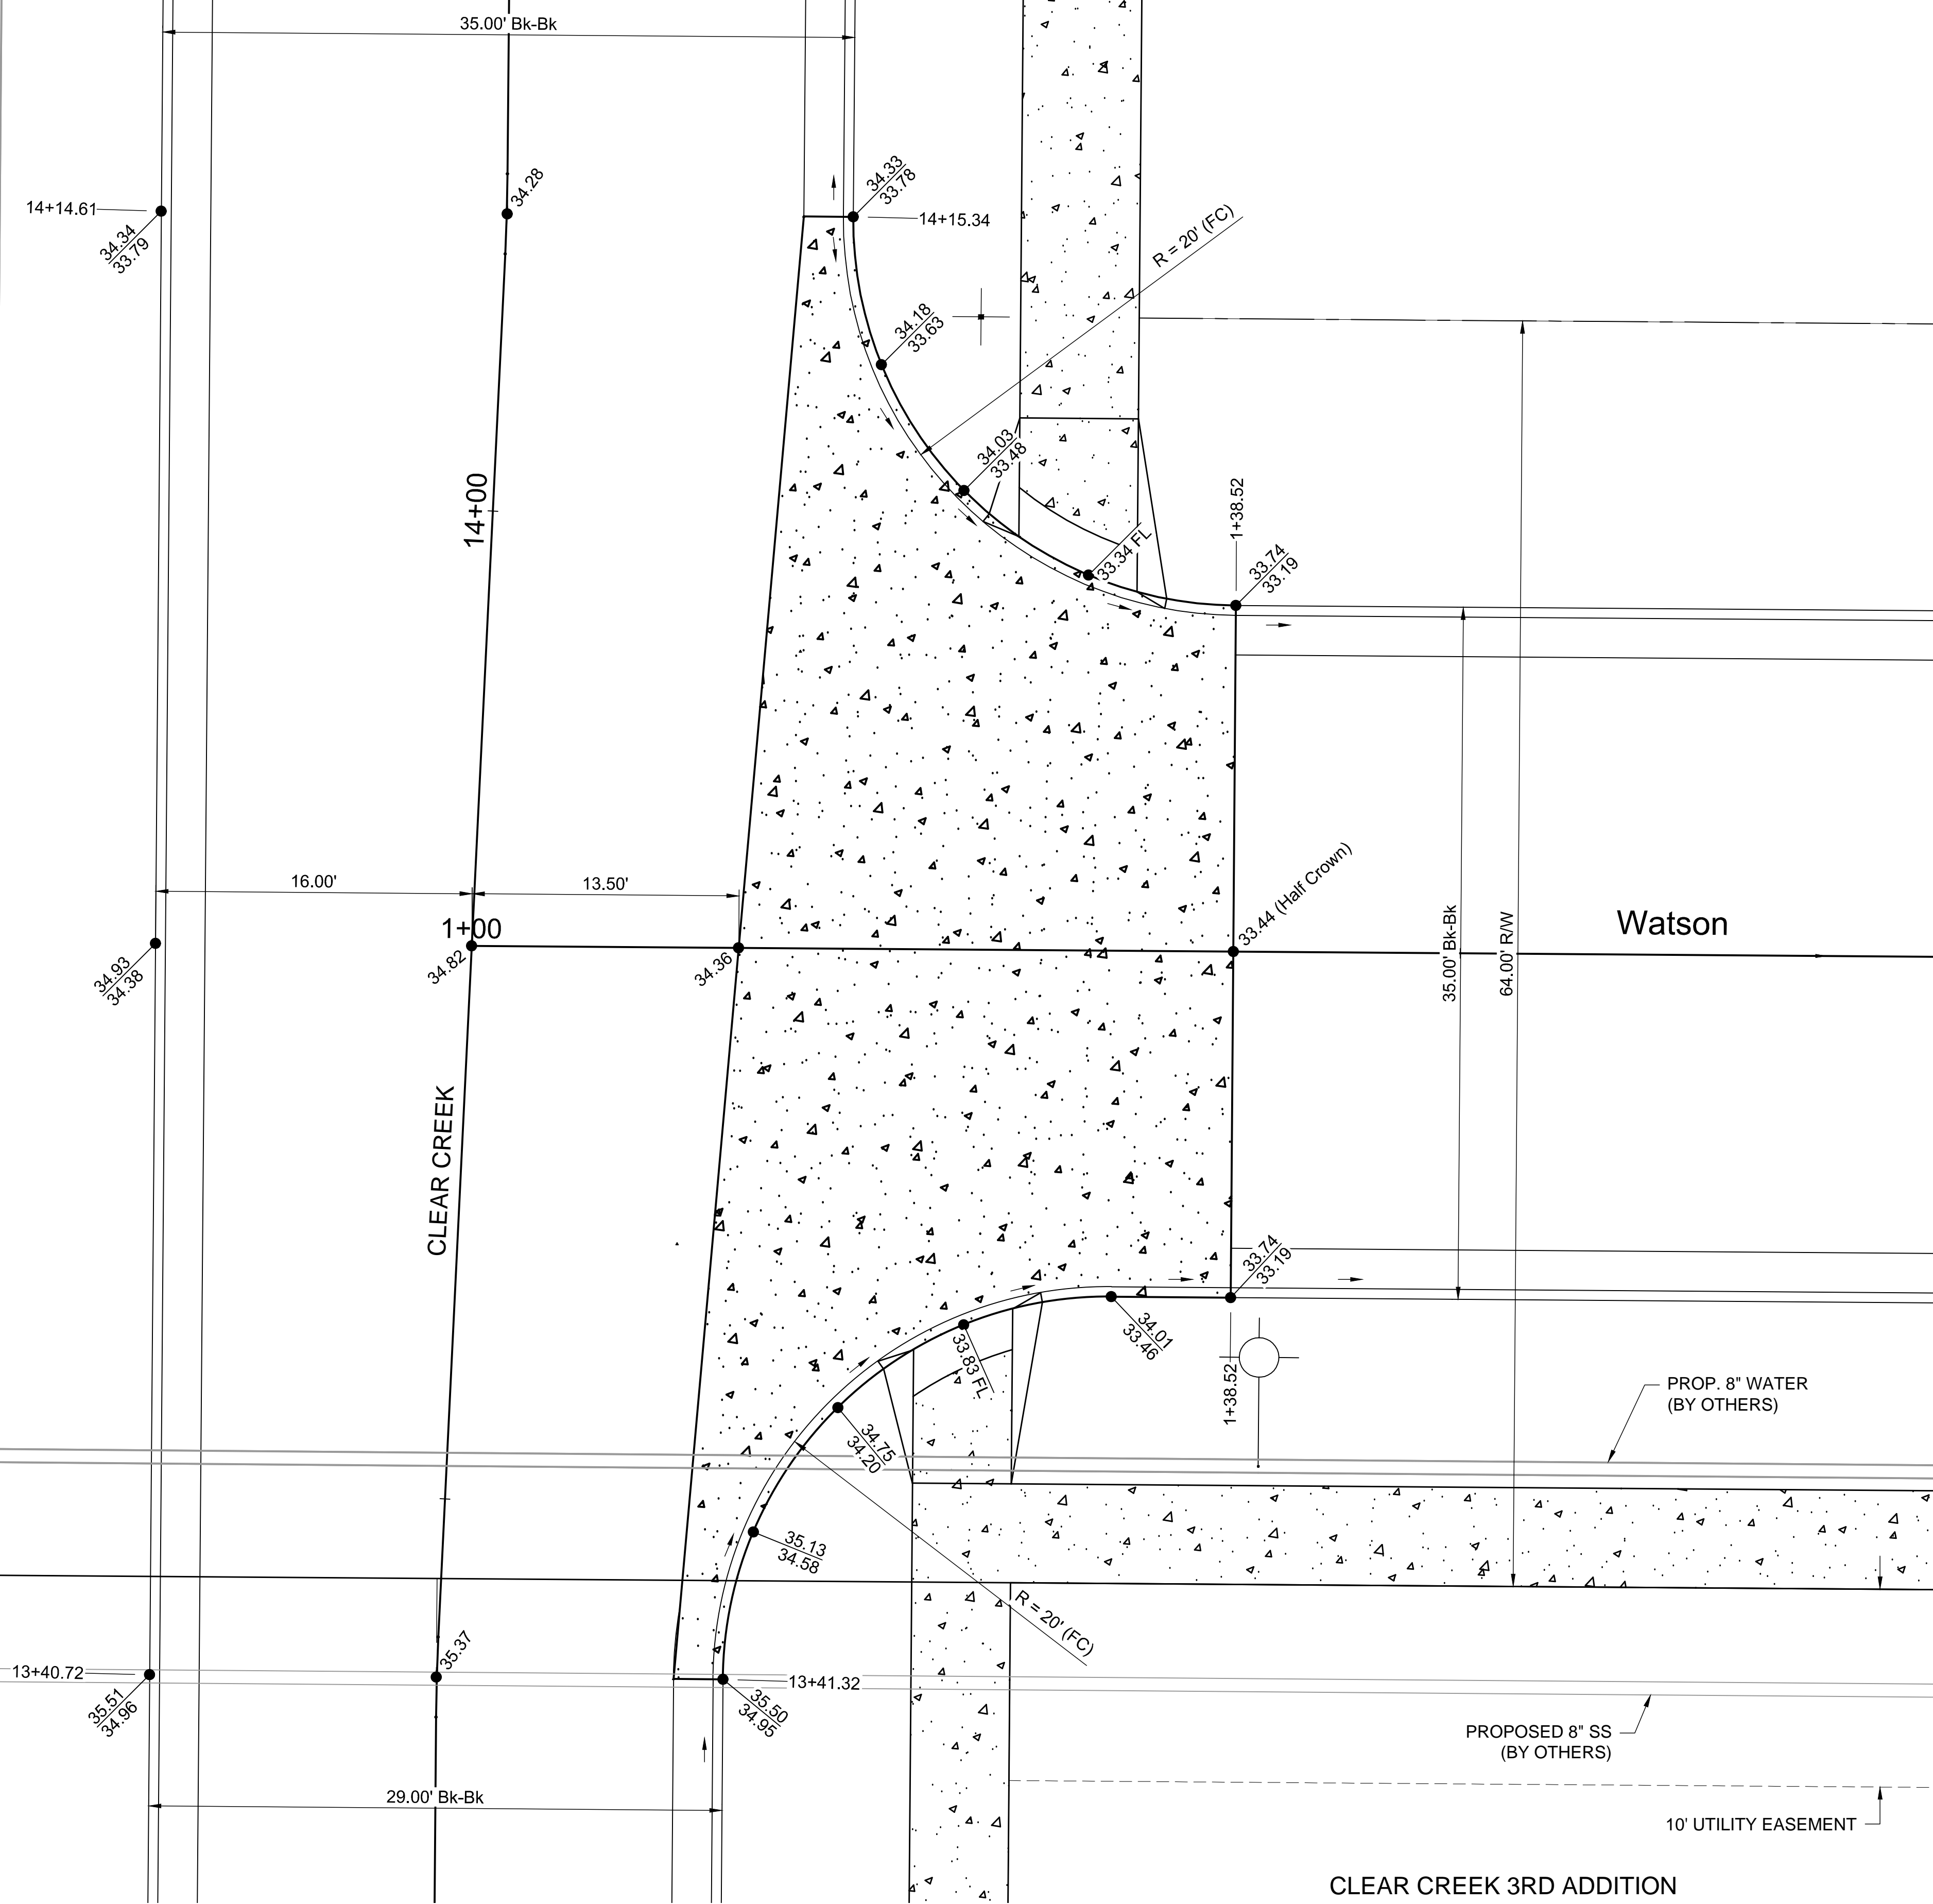 35.00' Bk-Bk
34.28
34.33
33.78
14+14.61
14+15.34
34.34
33.79
R = 20' (FC)
34.18
33.63
34.03
33.48
14+00
1+38.52
33.34 FL
33.74
33.19
33.44 (Half Crown)
16.00'
13.50'
1+00
Watson
35.00' Bk-Bk
64.00' R/W
34.82
34.36
34.93
34.38
CLEAR CREEK
33.74
33.19
34.01
33.46
33.83 FL
1+38.52
PROP. 8" WATER
(BY OTHERS)
34.75
34.20
35.13
34.58
R = 20' (FC)
35.37
13+40.72
13+41.32
35.51
34.96
35.50
34.95
PROPOSED 8" SS
(BY OTHERS)
29.00' Bk-Bk
10' UTILITY EASEMENT
CLEAR CREEK 3RD ADDITION